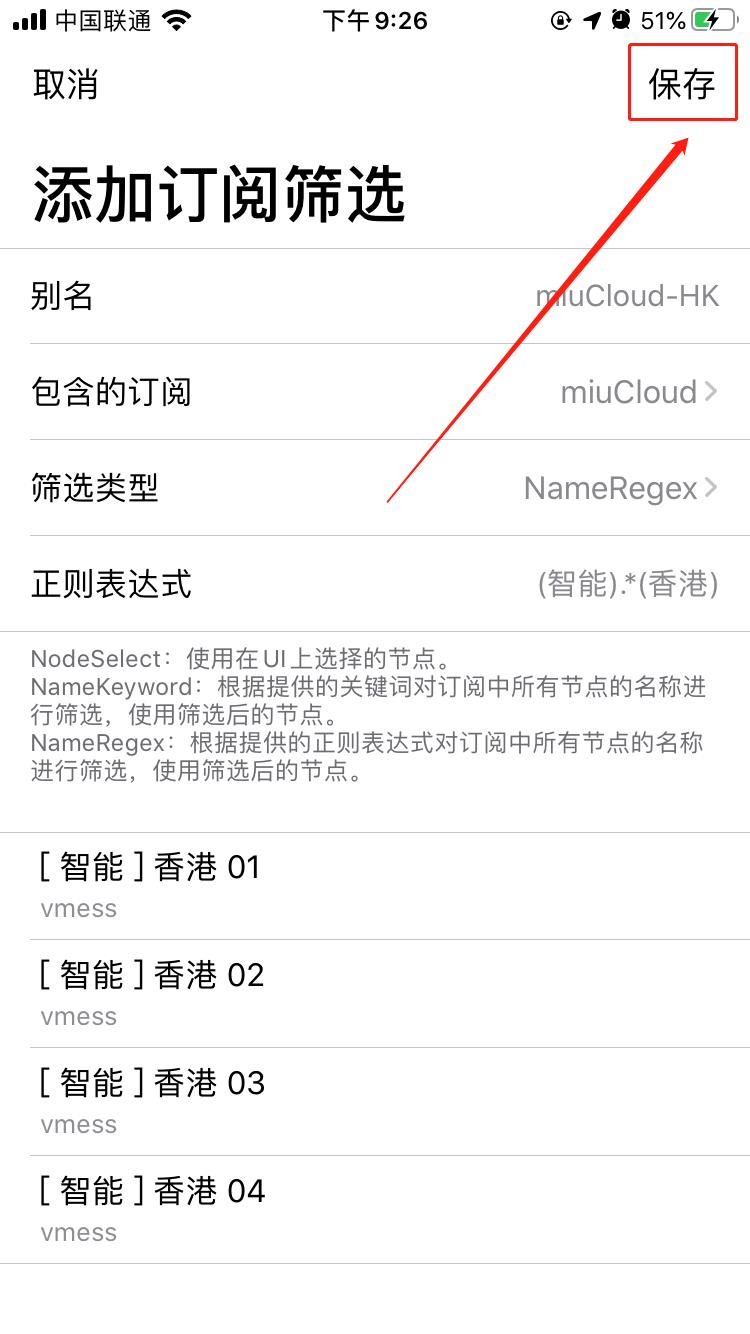 中国联通 下午9:26 51%
取消 保存
添加订阅筛选
别名 miuCloud-HK
包含的订阅 miuCloud
筛选类型 NameRegex
正则表达式 (智能).*(香港)
NodeSelect：使用在UI上选择的节点。
NameKeyword：根据提供的关键词对订阅中所有节点的名称进
行筛选，使用筛选后的节点。
NameRegex：根据提供的正则表达式对订阅中所有节点的名称
进行筛选，使用筛选后的节点。
[ 智能 ] 香港 01
vmess
[ 智能 ] 香港 02
vmess
[ 智能 ] 香港 03
vmess
[ 智能 ] 香港 04
vmess